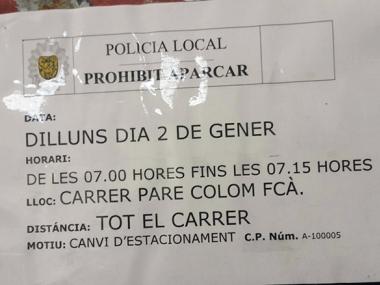 POLICIA LOCAL
PROHIBIT APARCAR
DATA:
DILLUNS DIA 2 DE GENER
HORARI:
DE LES 07.00 HORES FINS LES 07.15 HORES
LLOC: CARRER PARE COLOM FCÀ.
DISTÁNCIA: TOT EL CARRER
MOTIU: CANVI D'ESTACIONAMENT C.P. Núm. A-100005